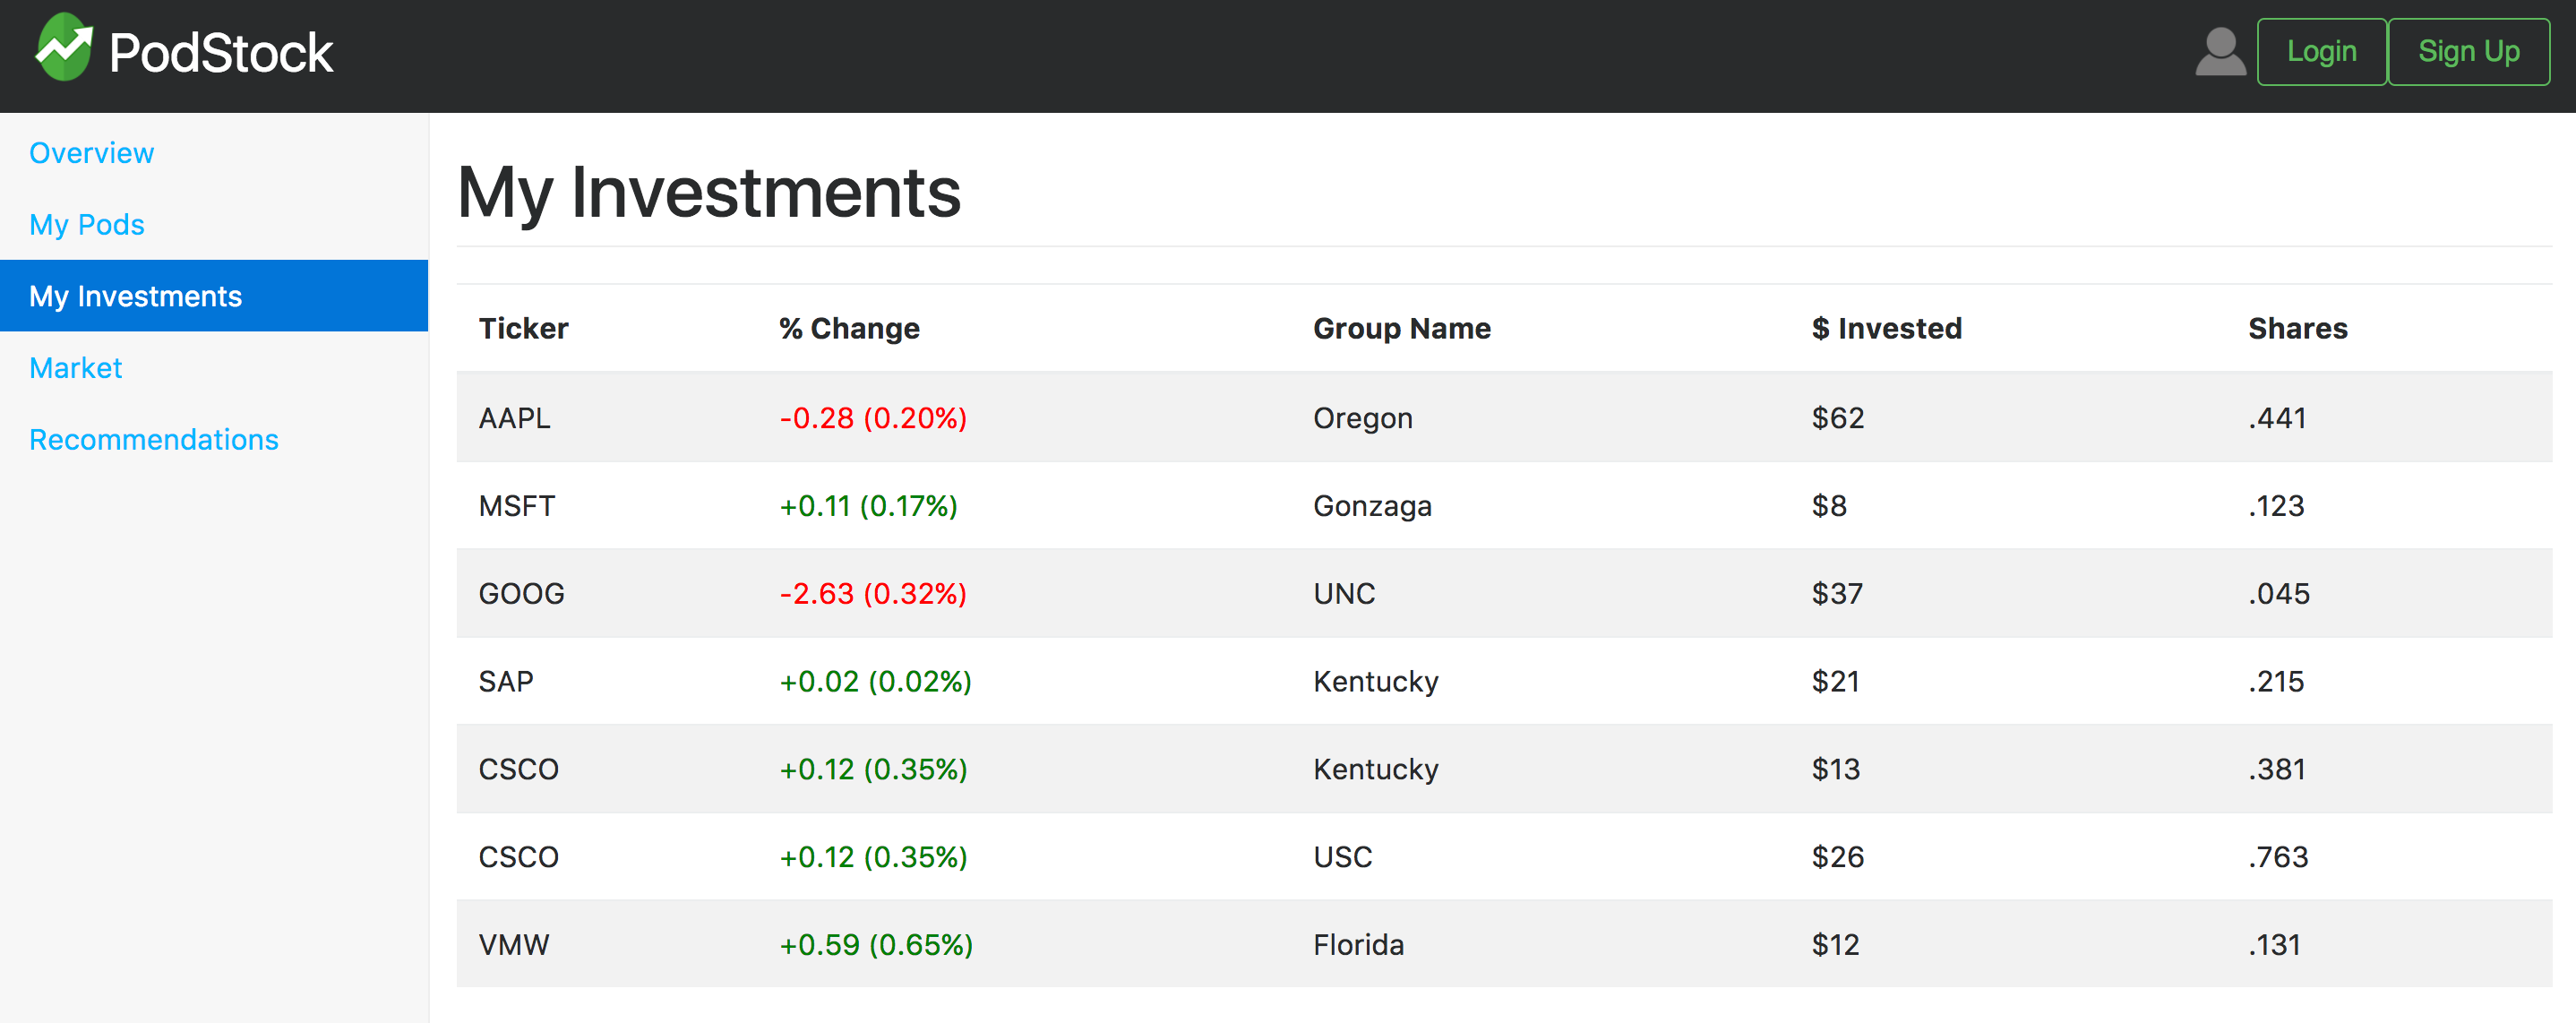 PodStock
Login
Sign Up
Overview
My Pods
My Investments
Market
Recommendations
My Investments
Ticker % Change Group Name $ Invested Shares
AAPL -0.28 (0.20%) Oregon $62 .441
MSFT +0.11 (0.17%) Gonzaga $8 .123
GOOG -2.63 (0.32%) UNC $37 .045
SAP +0.02 (0.02%) Kentucky $21 .215
CSCO +0.12 (0.35%) Kentucky $13 .381
CSCO +0.12 (0.35%) USC $26 .763
VMW +0.59 (0.65%) Florida $12 .131